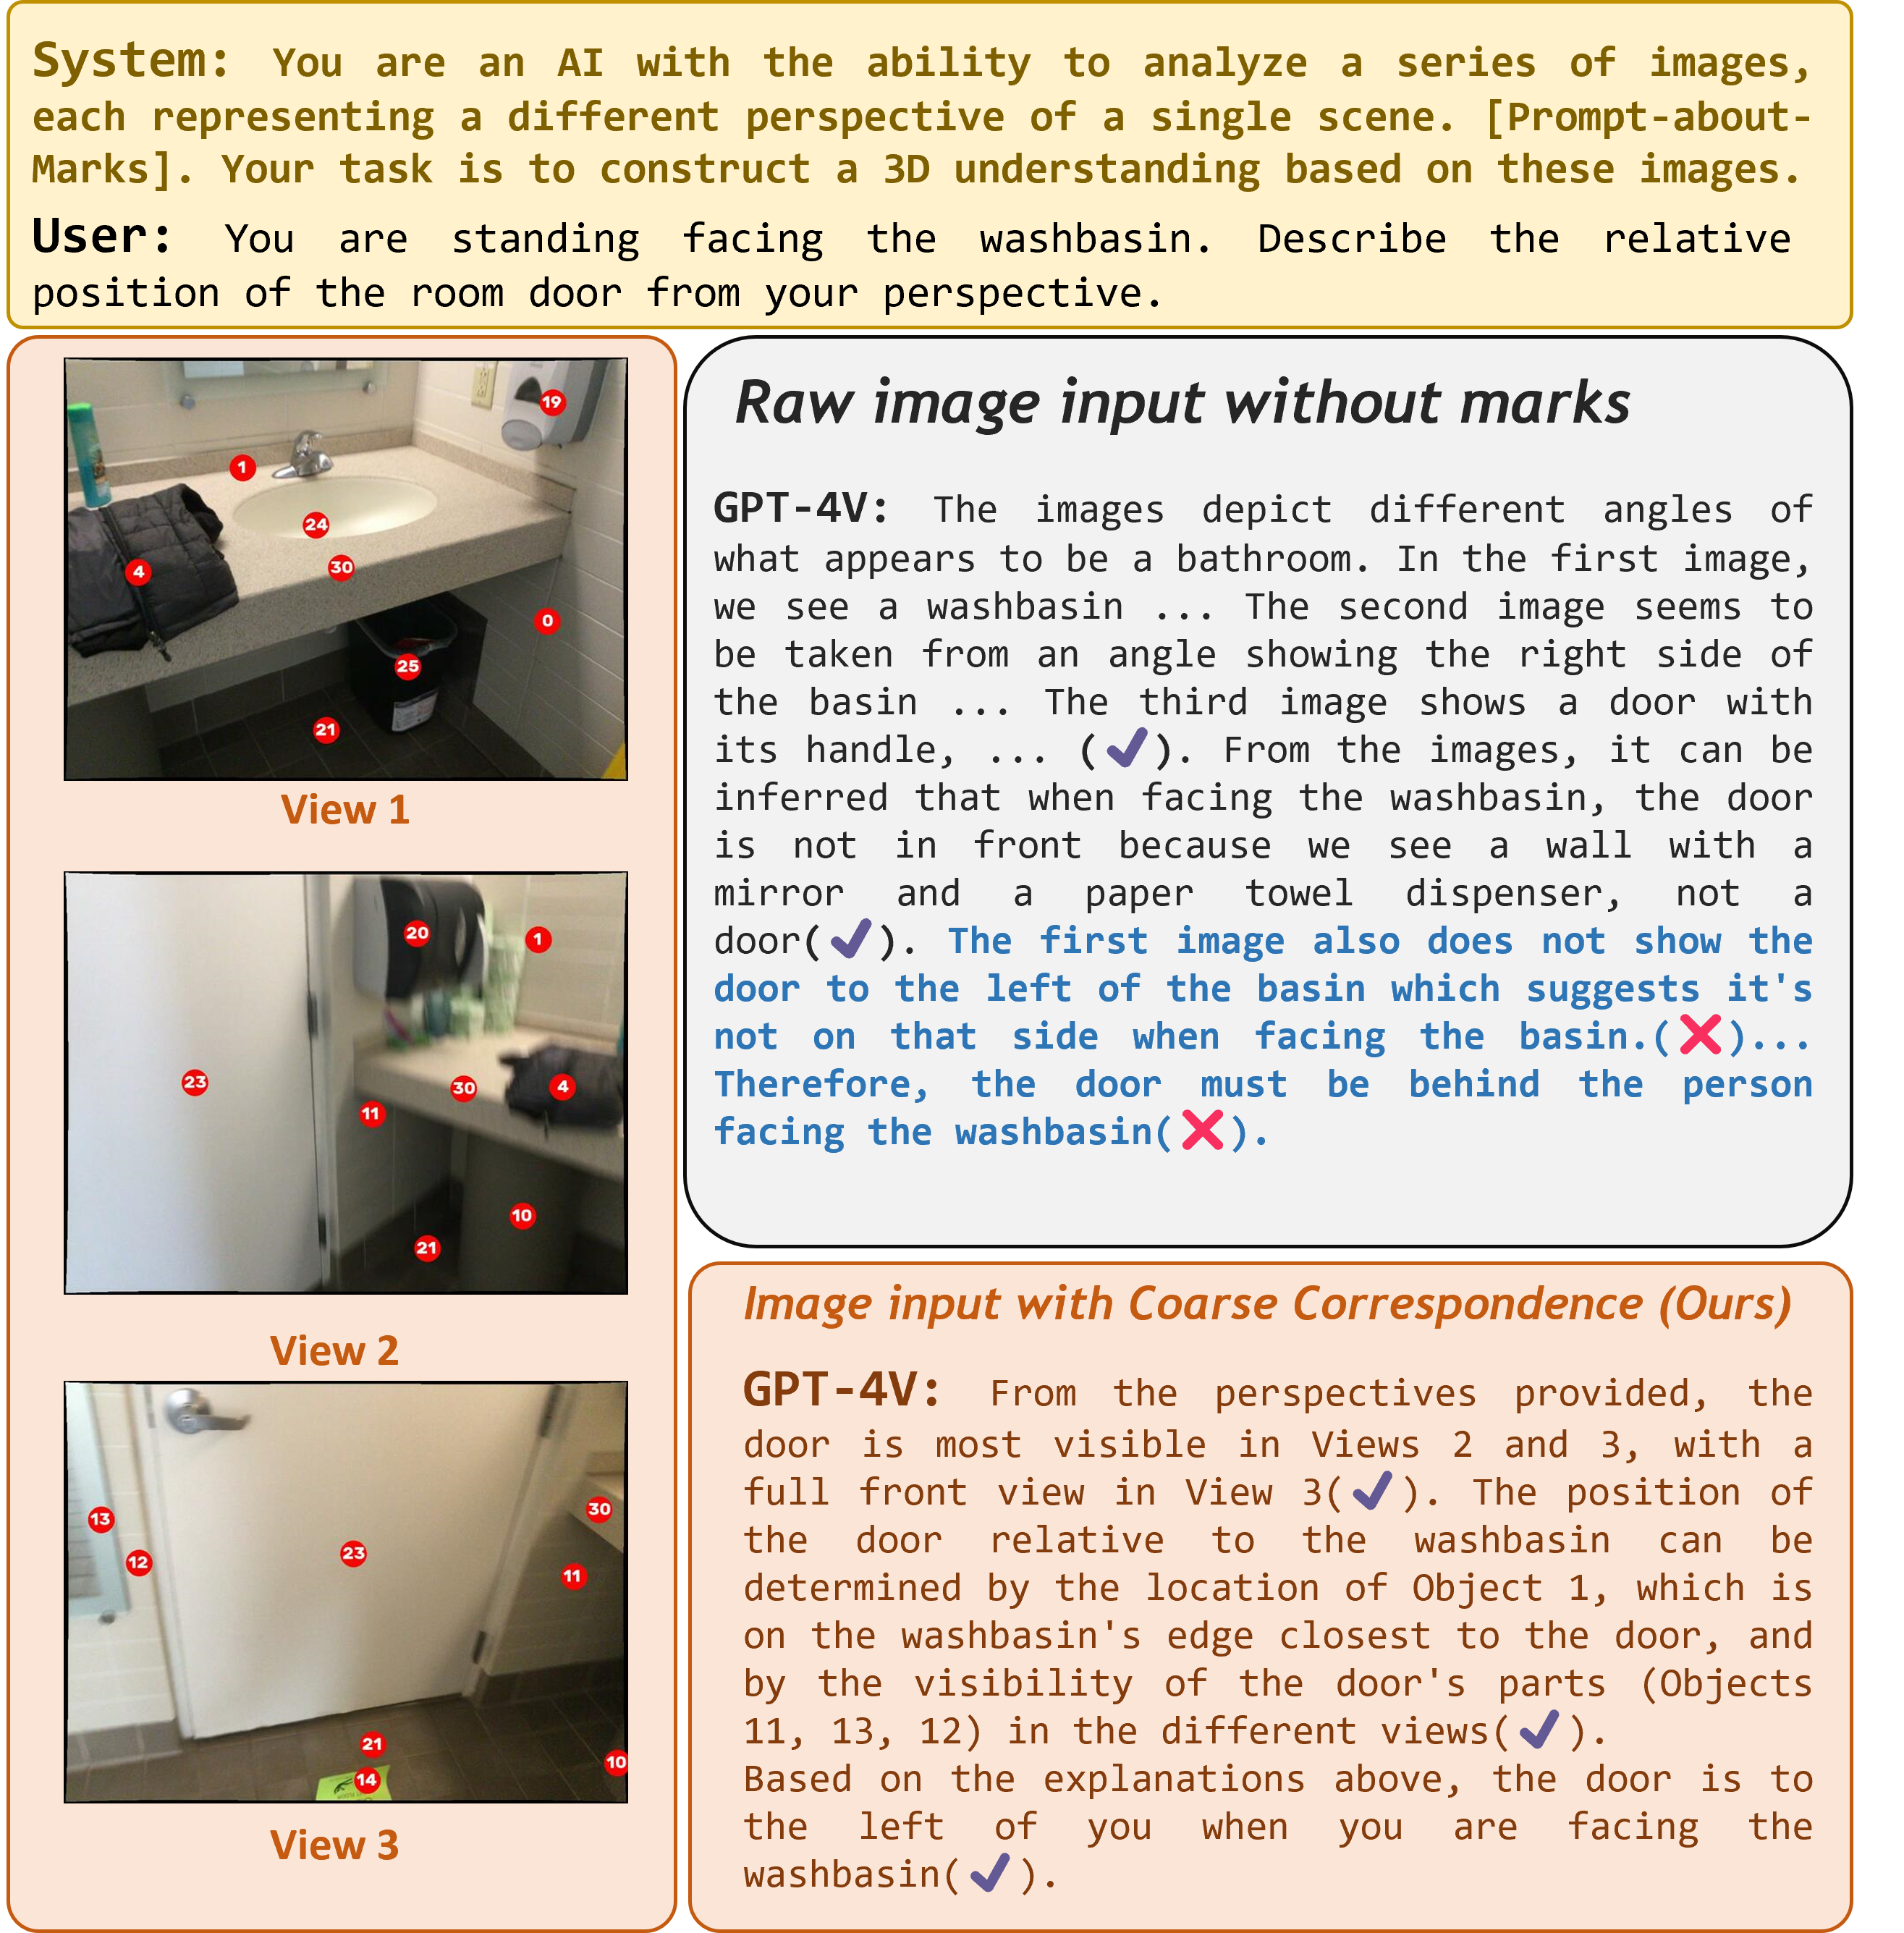 System: You are an AI with the ability to analyze a series of images,
each representing a different perspective of a single scene. [Prompt-about-
Marks]. Your task is to construct a 3D understanding based on these images.
User: You are standing facing the washbasin. Describe the relative
position of the room door from your perspective.
19
1
24
4
30
0
25
21
View 1
20
1
23
30
4
11
10
21
View 2
13
30
12
23
11
21
10
14
View 3
Raw image input without marks
GPT-4V: The images depict different angles of
what appears to be a bathroom. In the first image,
we see a washbasin ... The second image seems to
be taken from an angle showing the right side of
the basin ... The third image shows a door with
its handle, ... (✔). From the images, it can be
inferred that when facing the washbasin, the door
is not in front because we see a wall with a
mirror and a paper towel dispenser, not a
door(✔). The first image also does not show the
door to the left of the basin which suggests it's
not on that side when facing the basin.(❌)...
Therefore, the door must be behind the person
facing the washbasin(❌).
Image input with Coarse Correspondence (Ours)
GPT-4V: From the perspectives provided, the
door is most visible in Views 2 and 3, with a
full front view in View 3(✔). The position of
the door relative to the washbasin can be
determined by the location of Object 1, which is
on the washbasin's edge closest to the door, and
by the visibility of the door's parts (Objects
11, 13, 12) in the different views(✔).
Based on the explanations above, the door is to
the left of you when you are facing the
washbasin(✔).